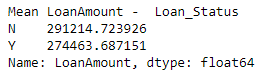 Mean LoanAmount -  Loan_Status
N    291214.723926
Y    274463.687151
Name: LoanAmount, dtype: float64